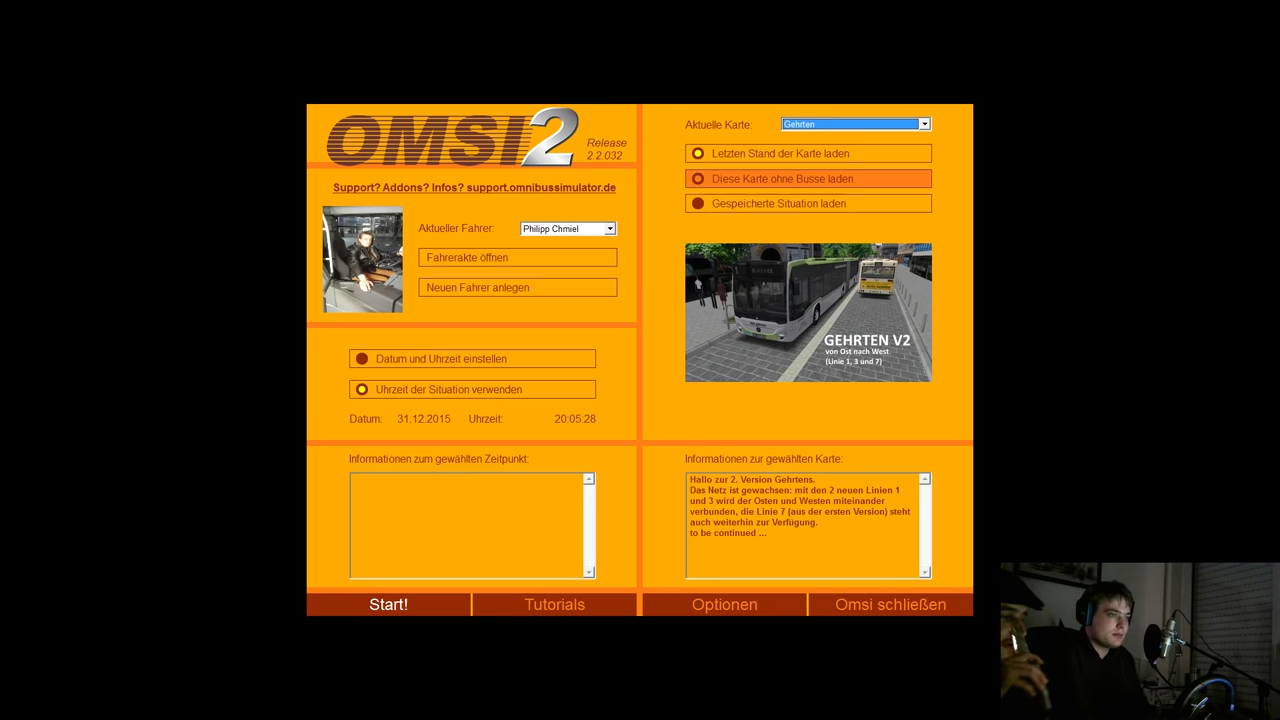 OMSI 2
Release
2.2.032
Support? Addons? Infos? support.omnibussimulator.de
Aktueller Fahrer:
Philipp Chmiel
Fahrerakte öffnen
Neuen Fahrer anlegen
Datum und Uhrzeit einstellen
Uhrzeit der Situation verwenden
Datum: 31.12.2015 Uhrzeit: 20:05:28
Informationen zum gewählten Zeitpunkt:
Aktuelle Karte:
Gehrten
Letzten Stand der Karte laden
Diese Karte ohne Busse laden
Gespeicherte Situation laden
GEHRTEN V2
von Ost nach West
(Linie 1, 3 und 7)
Informationen zur gewählten Karte:
Hallo zur 2. Version Gehrtens.
Das Netz ist gewachsen: mit den 2 neuen Linien 1
und 3 wird der Osten und Westen miteinander
verbunden, die Linie 7 (aus der ersten Version) steht
auch weiterhin zur Verfügung.
to be continued ...
Start!
Tutorials
Optionen
Omsi schließen